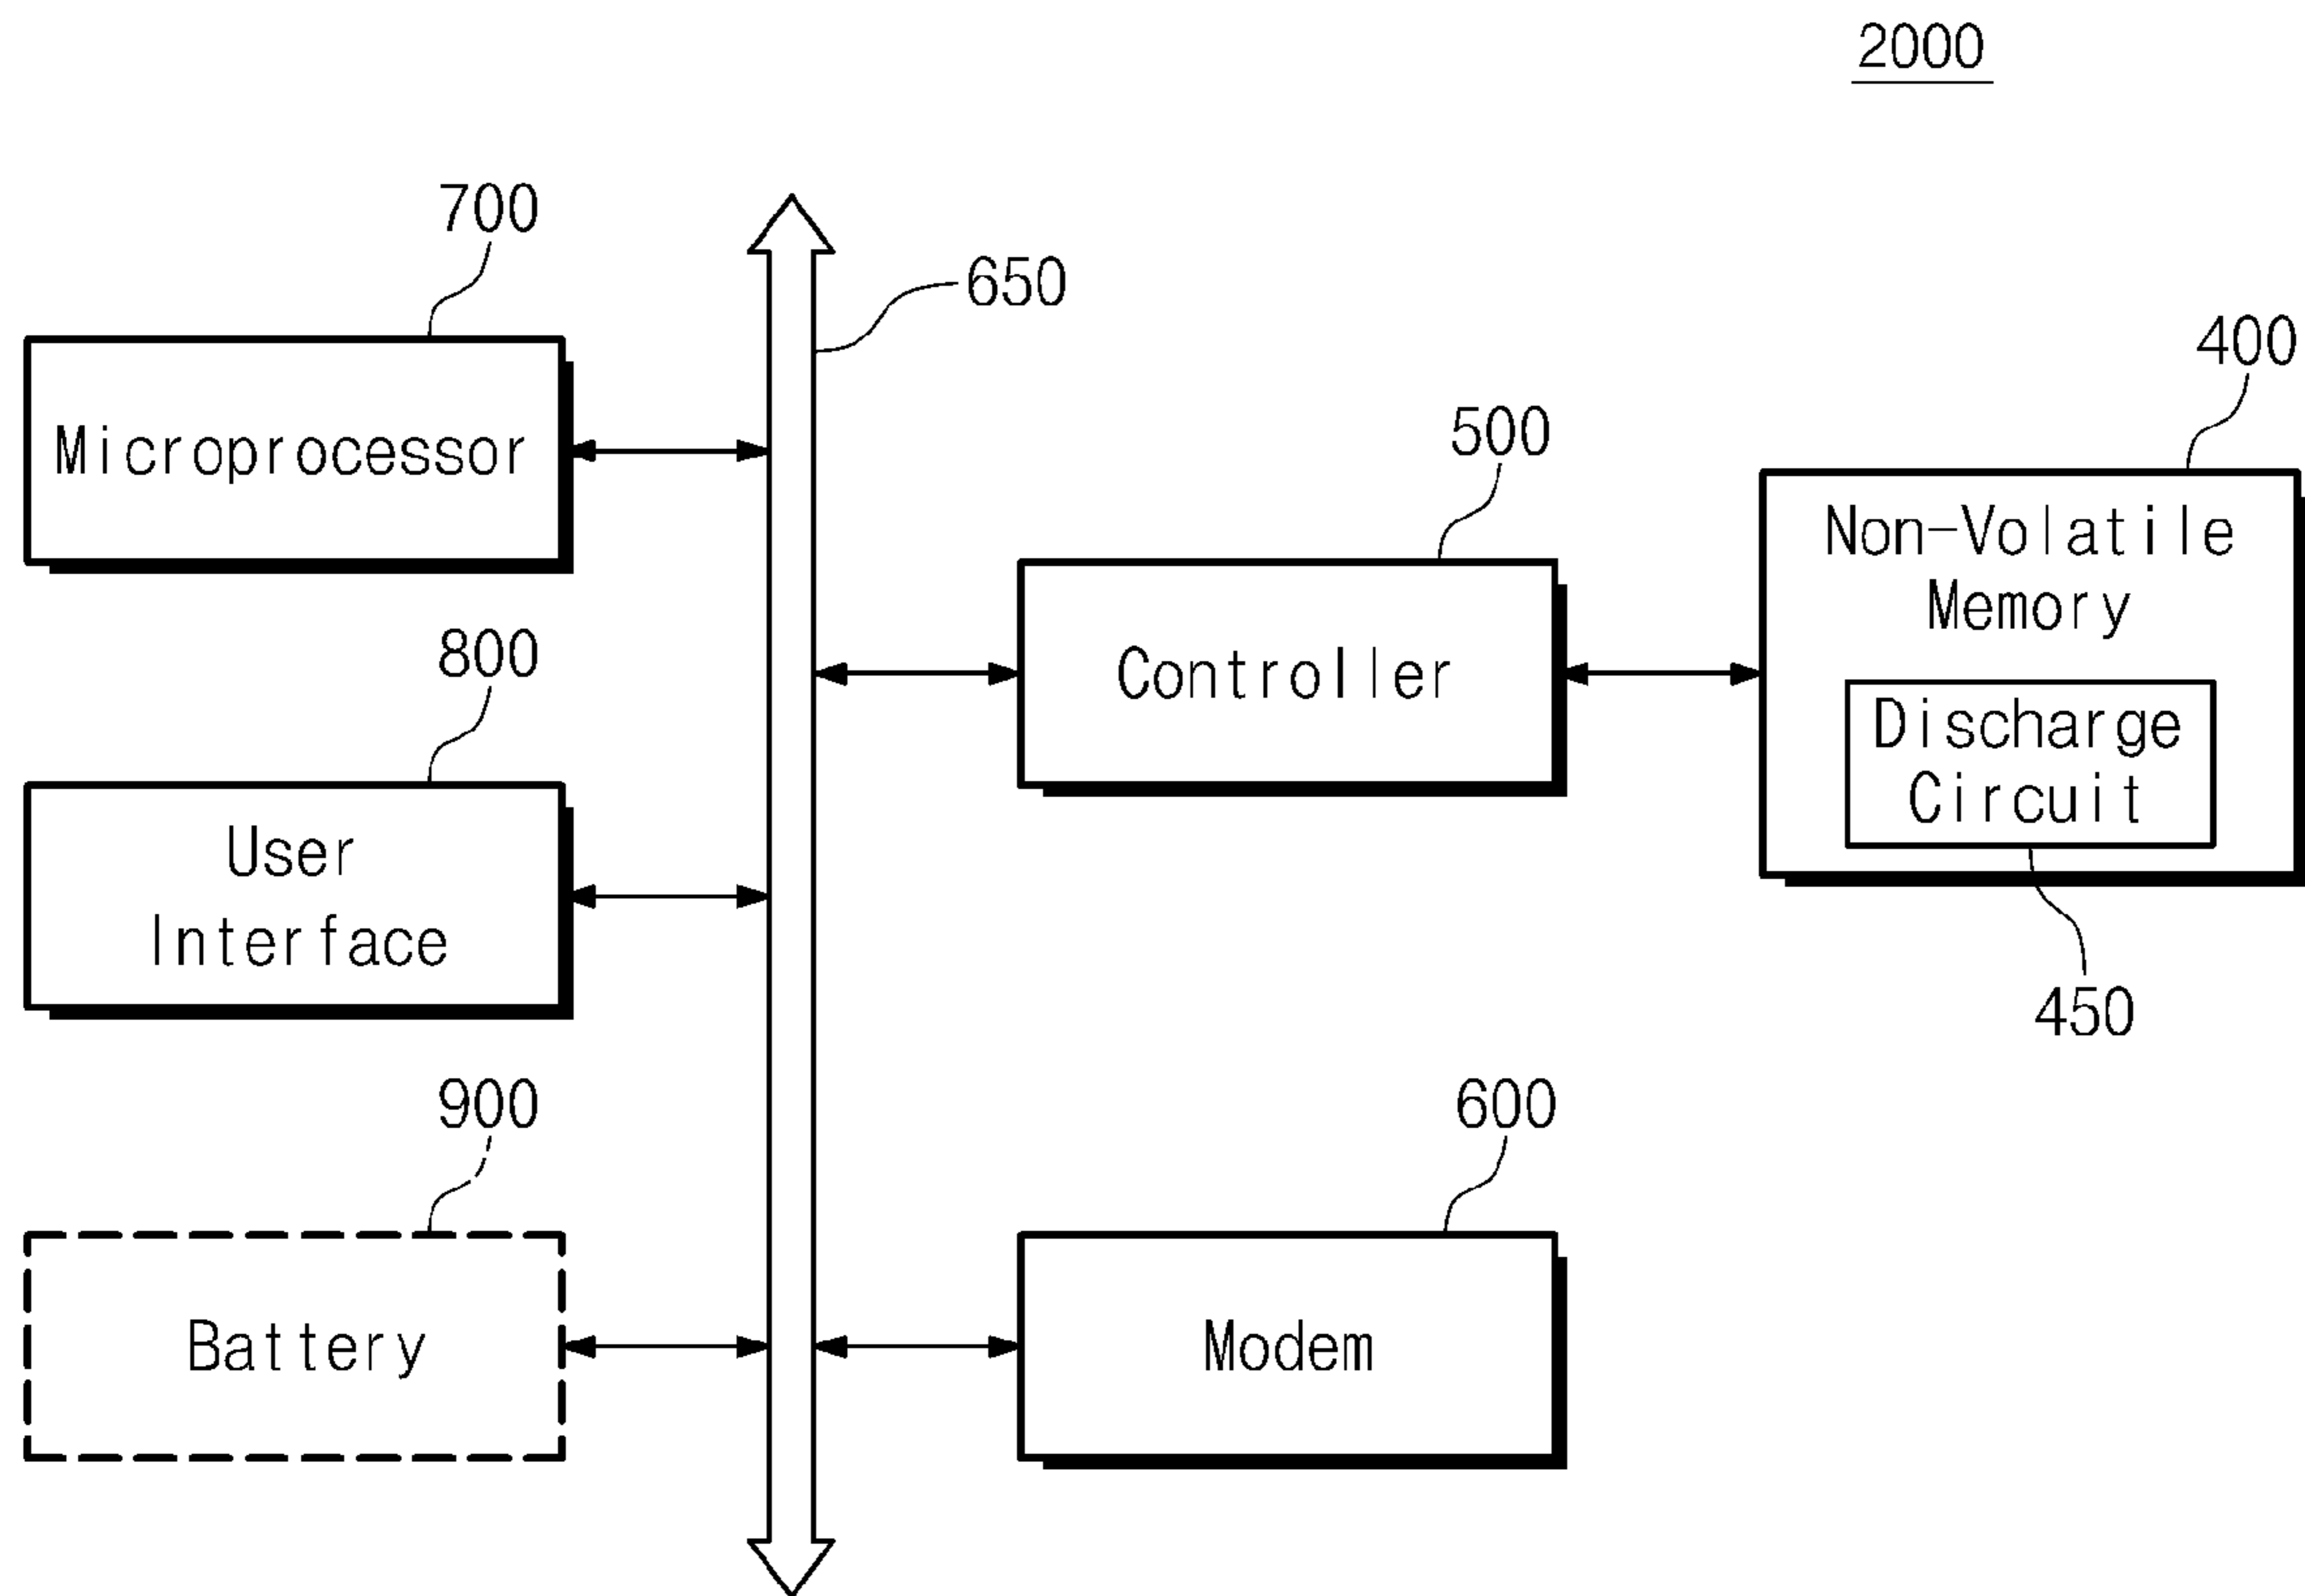 2000
700
650
Microprocessor
400
500
Non-Volatile
Memory
Controller
Discharge
Circuit
450
800
User
Interface
900
Battery
600
Modem